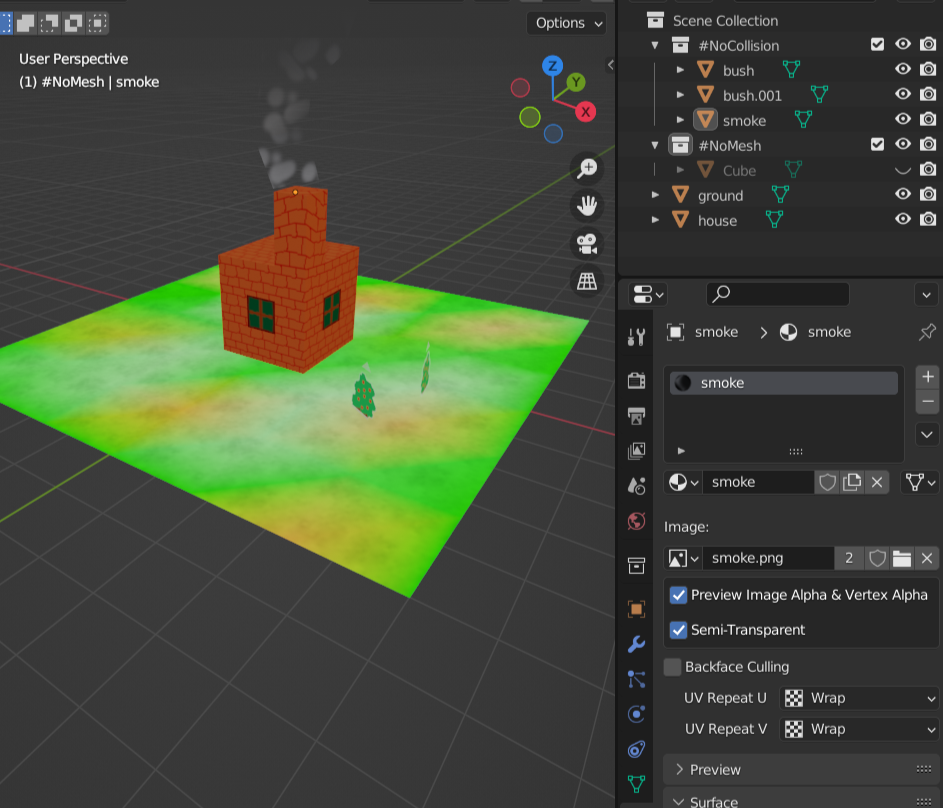 Options
User Perspective
(1) #NoMesh | smoke
Z
Y
X
Scene Collection
#NoCollision
bush
bush.001
smoke
#NoMesh
Cube
ground
house
smoke > smoke
smoke
smoke
Image:
smoke.png 2
Preview Image Alpha & Vertex Alpha
Semi-Transparent
Backface Culling
UV Repeat U Wrap
UV Repeat V Wrap
Preview
Surface